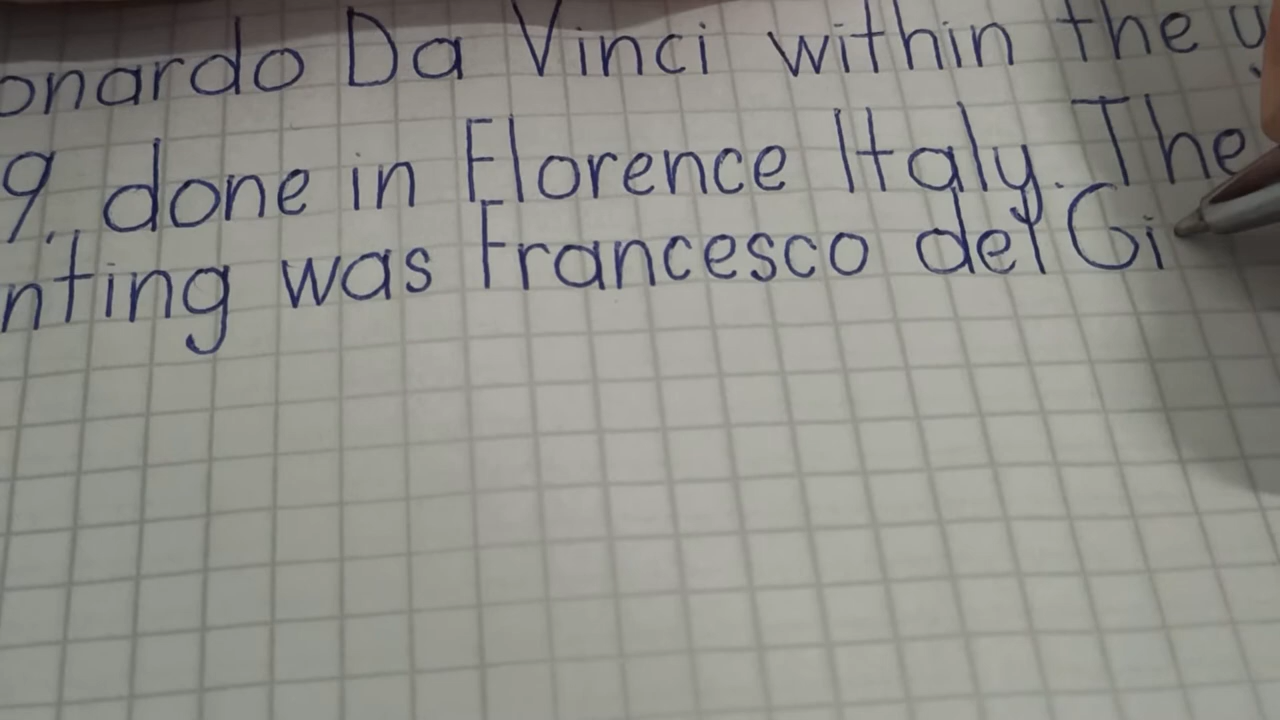 onardo Da Vinci within the y
9., done in Florence Italy. The
nting was Francesco del Gi